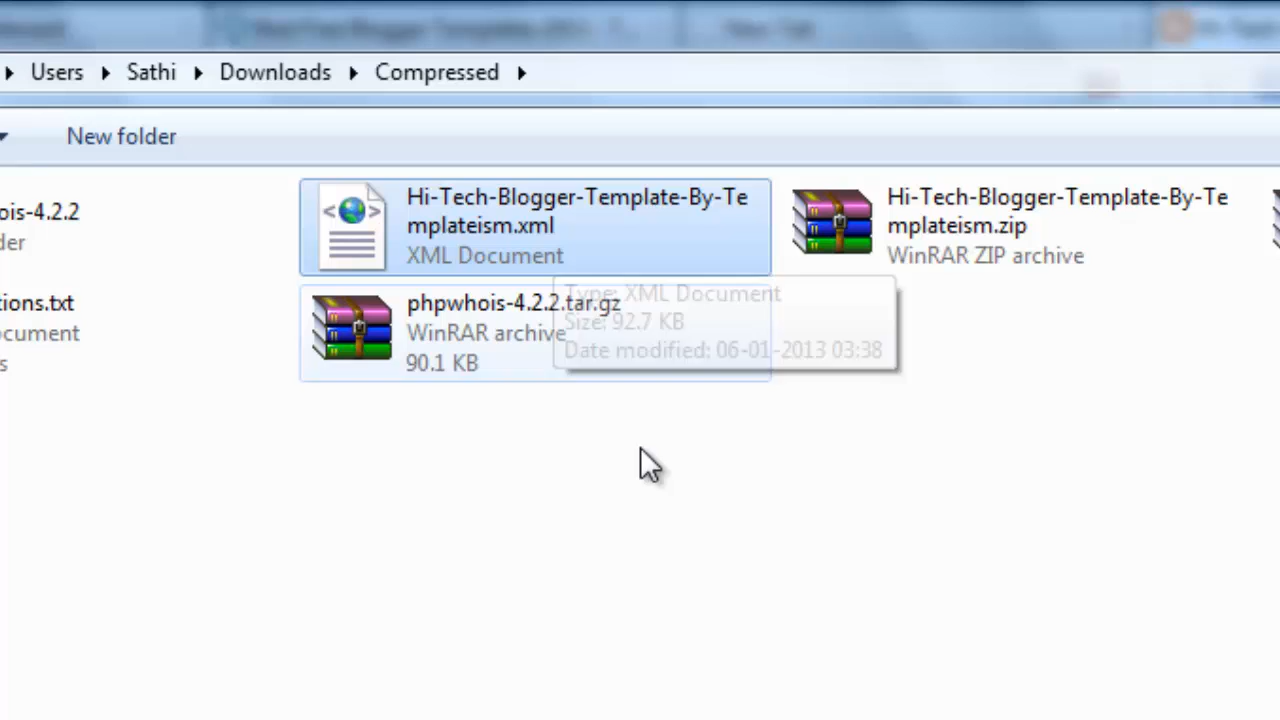 Users Sathi Downloads Compressed
New folder
ois-4.2.2
der
tions.txt
ocument
s
Hi-Tech-Blogger-Template-By-Te
mplateism.xml
XML Document
phpwhois-4.2.2.tar.gz
WinRAR archive
90.1 KB
Type: XML Document
Size: 92.7 KB
Date modified: 06-01-2013 03:38
Hi-Tech-Blogger-Template-By-Te
mplateism.zip
WinRAR ZIP archive